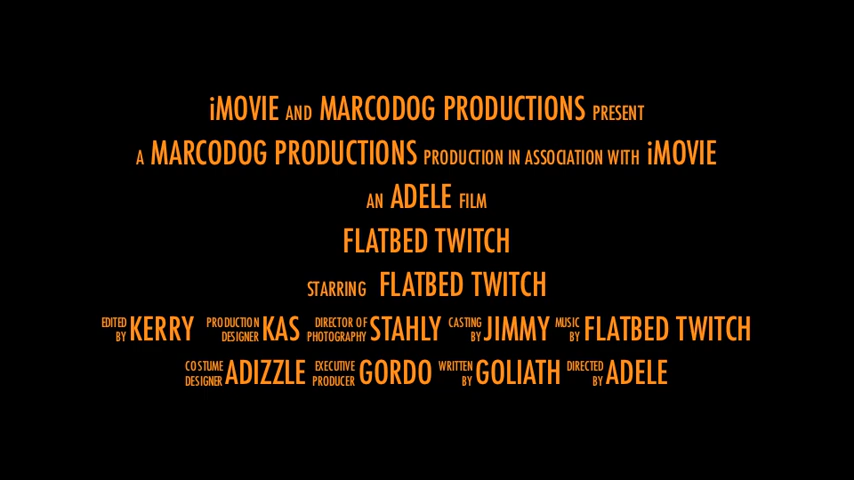 iMOVIE AND MARCODOG PRODUCTIONS PRESENT
A MARCODOG PRODUCTIONS PRODUCTION IN ASSOCIATION WITH iMOVIE
AN ADELE FILM
FLATBED TWITCH
STARRING FLATBED TWITCH
EDITED BY KERRY PRODUCTION DESIGNER KAS DIRECTOR OF PHOTOGRAPHY STAHLY CASTING BY JIMMY MUSIC BY FLATBED TWITCH
COSTUME DESIGNER ADIZZLE EXECUTIVE PRODUCER GORDO WRITTEN BY GOLIATH DIRECTED BY ADELE